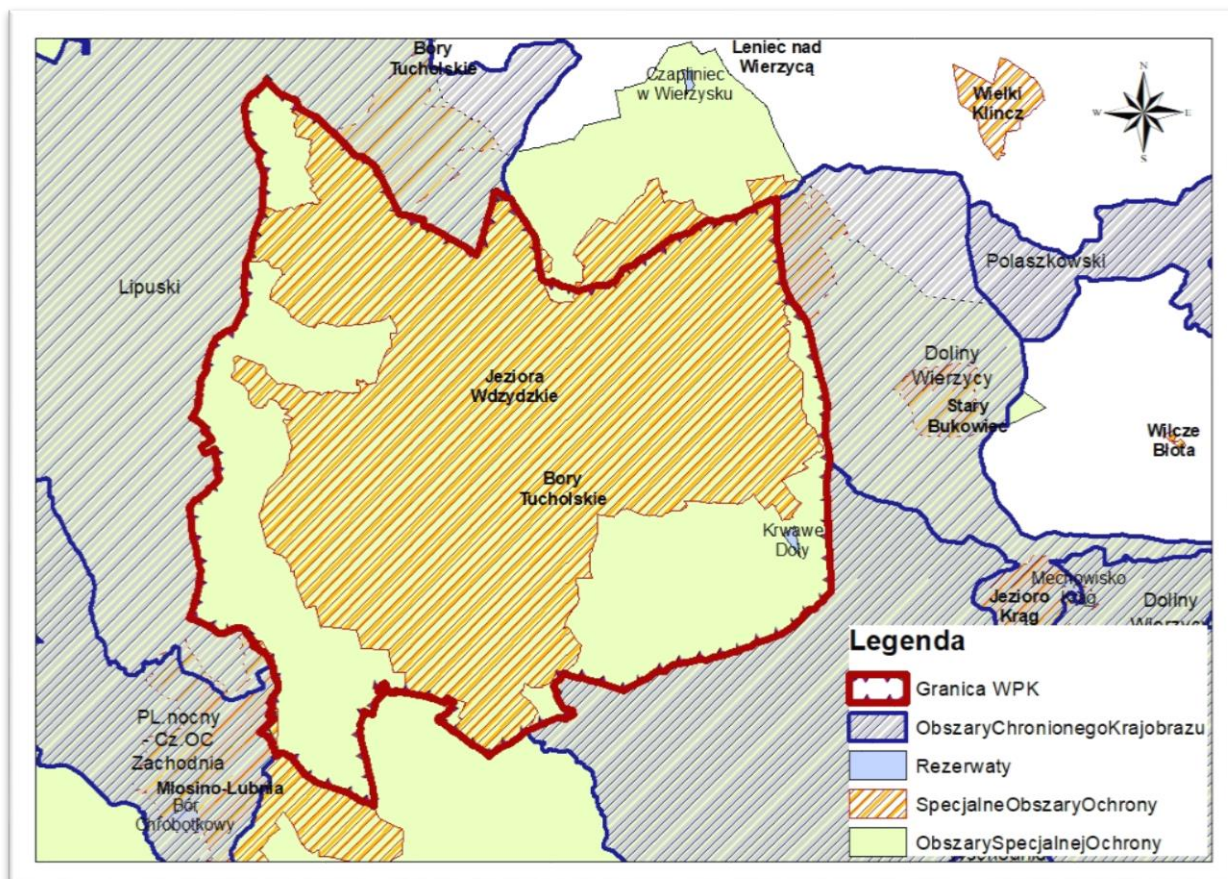 Bory
Tucholskie
Leniec nad
Wierzycą
Czapliniec
w Wierzysku
Wielki
Klincz
N
W
E
S
Lipuski
Polaszkowski
Jeziora
Wdzydzkie
Doliny
Wierzycy
Stary
Bukowiec
Wilcze
Błota
Bory
Tucholskie
Krwawe
Doły
Mechowisko
Krąg
Jezioro
Krąg
Doliny
Wierzycy
PL.nocny
- Cz.OC
Zachodnia
Młosino-Lubnia
Bór
Chrobotkowy
Legenda
Granica WPK
ObszaryChronionegoKrajobrazu
Rezerwaty
SpecjalneObszaryOchrony
ObszarySpecjalnejOchrony